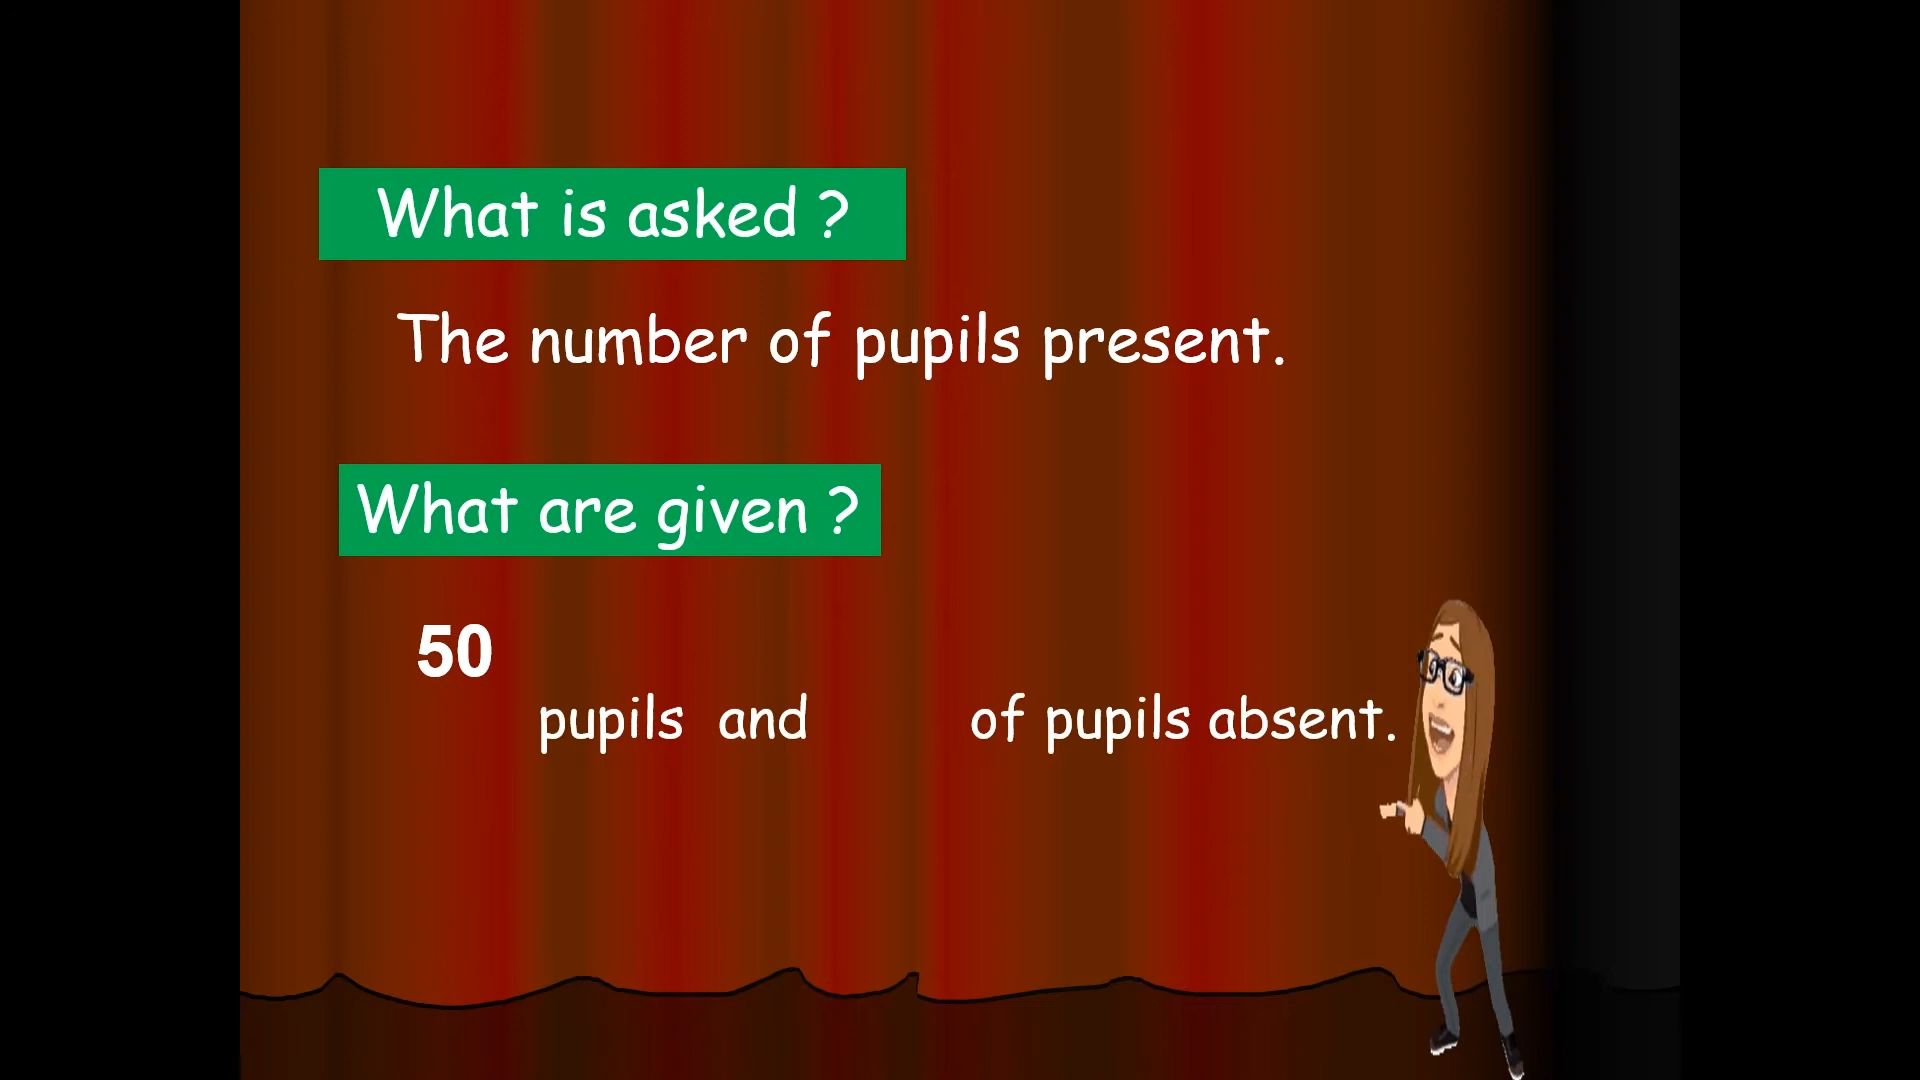 What is asked ?
The number of pupils present.
What are given ?
50
pupils and of pupils absent.